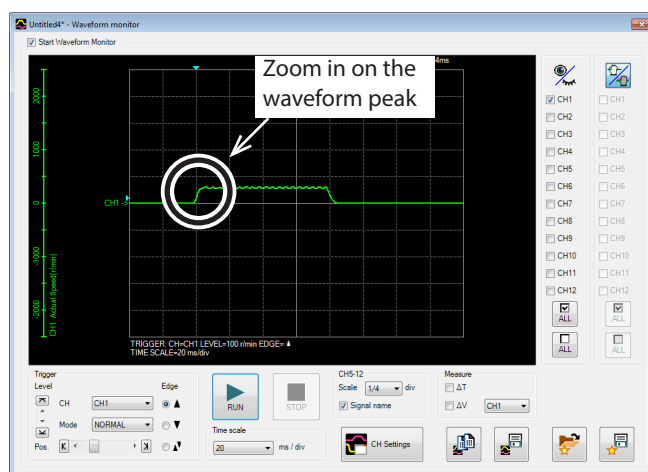 Untitled4* - Waveform monitor
Start Waveform Monitor
4ms
Zoom in on the
waveform peak
2000
1000
0
-1000
-2000
CH1 Actual Speed(r/min)
CH1
TRIGGER: CH=CH1 LEVEL=100 r/min EDGE=
TIME SCALE=20 ms/div
CH1 CH1
CH2 CH2
CH3 CH3
CH4 CH4
CH5 CH5
CH6 CH6
CH7 CH7
CH8 CH8
CH9 CH9
CH10 CH10
CH11 CH11
CH12 CH12
ALL ALL
ALL ALL
Trigger
Level Edge
CH CH1 ▲
Mode NORMAL ▼
Pos.
RUN
STOP
Time scale
20 ms / div
CH5-12
Scale 1/4 div
Signal name
CH Settings
Measure
ΔT
ΔV CH1